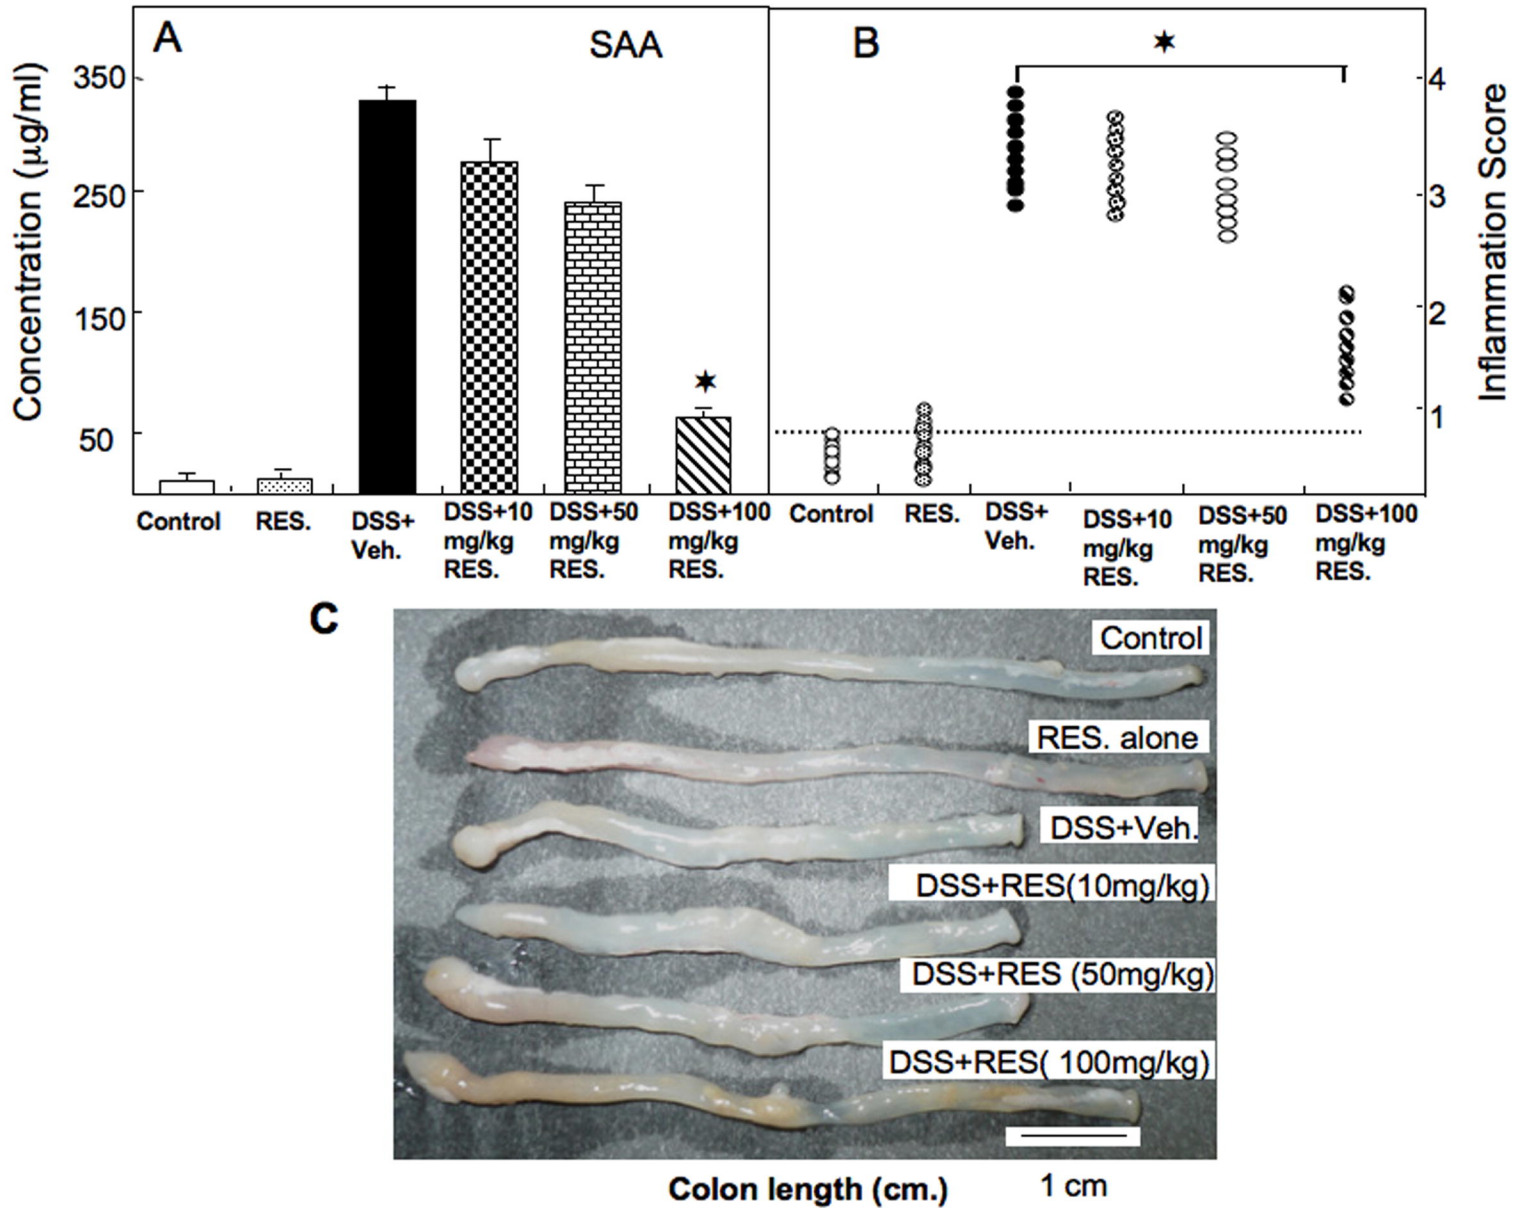 A
SAA
Concentration (µg/ml)
350
250
150
50
★
Control
RES.
DSS+
Veh.
DSS+10
mg/kg
RES.
DSS+50
mg/kg
RES.
DSS+100
mg/kg
RES.
B
★
4
3
2
1
Inflammation Score
Control
RES.
DSS+
Veh.
DSS+10
mg/kg
RES.
DSS+50
mg/kg
RES.
DSS+100
mg/kg
RES.
C
Control
RES. alone
DSS+Veh.
DSS+RES(10mg/kg)
DSS+RES (50mg/kg)
DSS+RES( 100mg/kg)
Colon length (cm.)
1 cm